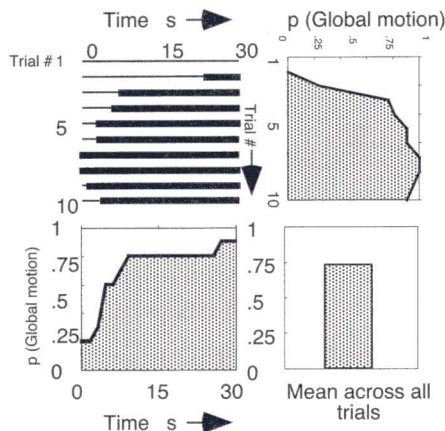 Time s
0 15 30
Trial # 1
5
10
Trial #
p (Global motion)
0 .25 .5 .75 1
1
5
10
p (Global motion)
1
.75
.5
.25
0
0 15 30
Time s
1
.75
.5
.25
0
Mean across all
trials